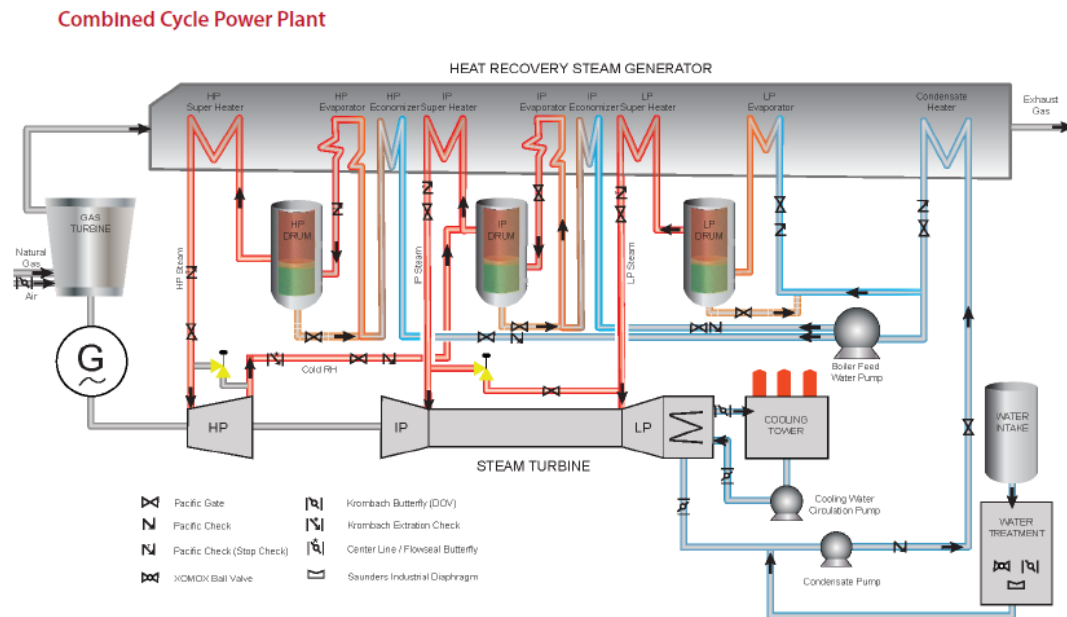 Combined Cycle Power Plant
HEAT RECOVERY STEAM GENERATOR
HP
Super Heater
HP
Evaporator
HP
Economizer
IP
Super Heater
IP
Evaporator
IP
Economizer
LP
Super Heater
LP
Evaporator
Condensate
Heater
Exhaust
Gas
GAS
TURBINE
Natural
Gas
Air
HP
DRUM
IP
DRUM
LP
DRUM
HP Steam
IP Steam
LP Steam
G
Cold RH
Boiler Feed
Water Pump
HP
IP
LP
STEAM TURBINE
COOLING
TOWER
WATER
INTAKE
Cooling Water
Circulation Pump
WATER
TREATMENT
Condensate Pump
Pacific Gate
Pacific Check
Pacific Check (Stop Check)
XOMOX Ball Valve
Krombach Butterfly (DOV)
Krombach Extration Check
Center Line / Flowseal Butterfly
Saunders Industrial Diaphragm